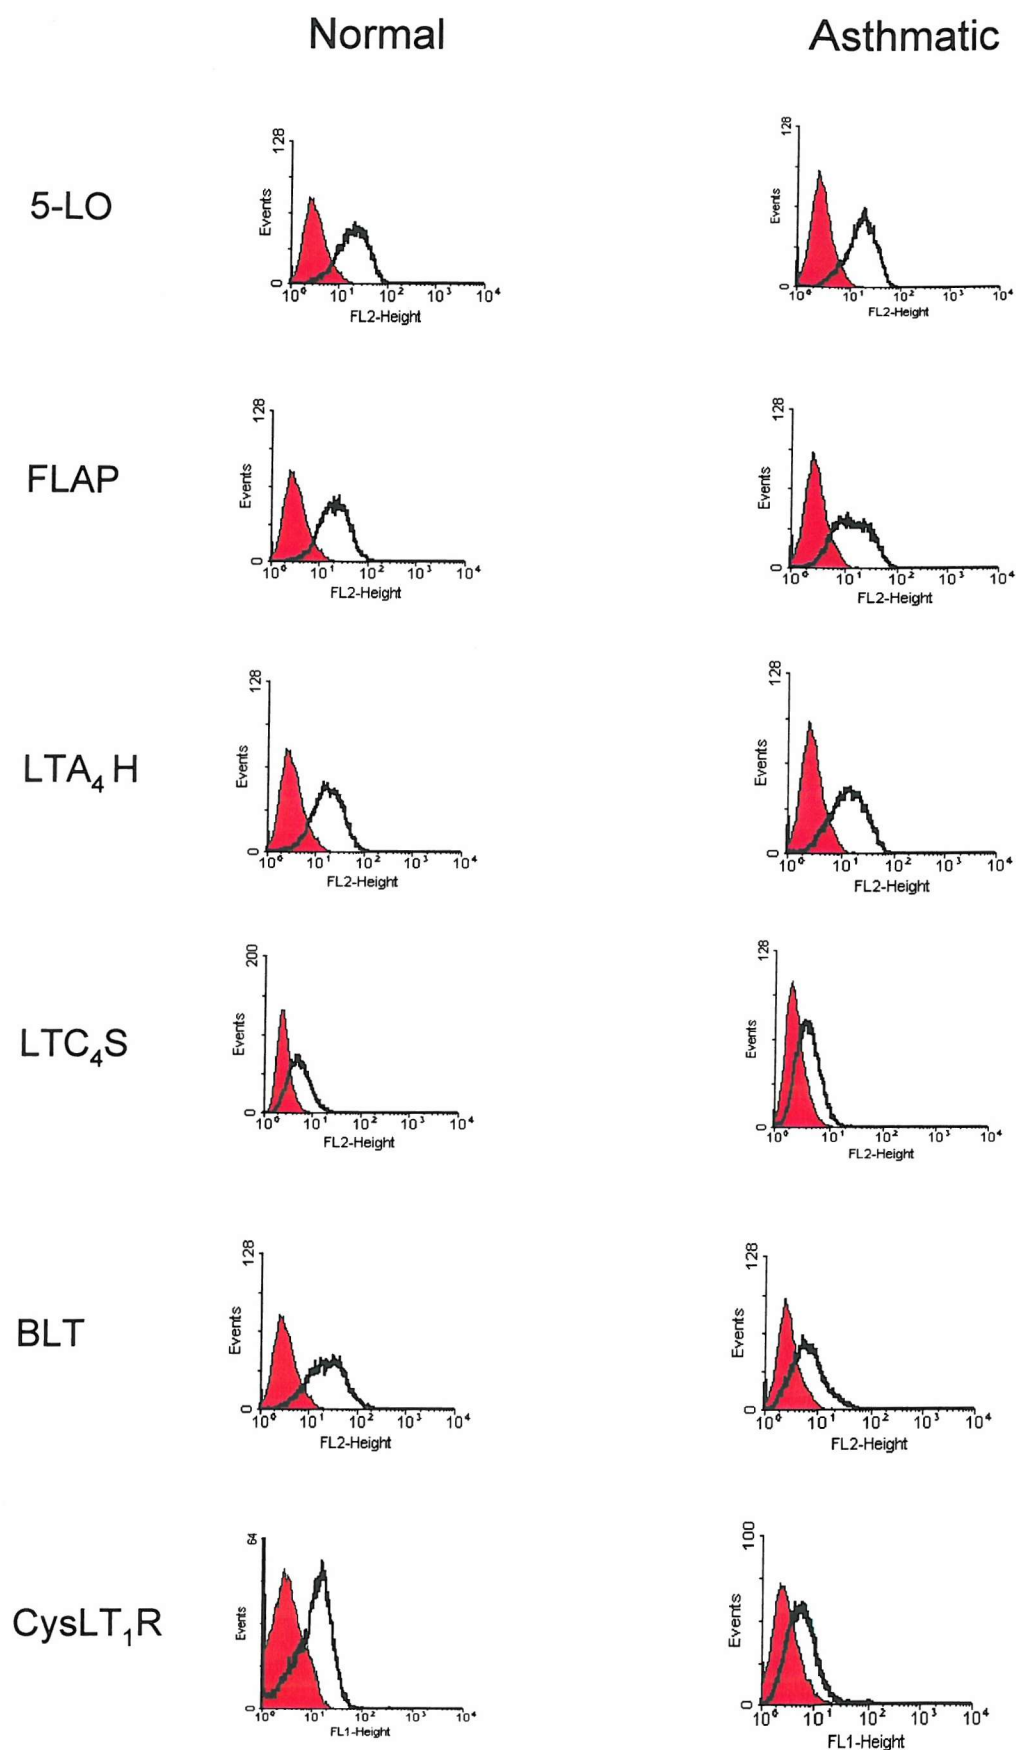 Normal Asthmatic
5-LO
128
Events
0
10⁰ 10¹ 10² 10³ 10⁴
FL2-Height
128
Events
0
10⁰ 10¹ 10² 10³ 10⁴
FL2-Height
FLAP
128
Events
0
10⁰ 10¹ 10² 10³ 10⁴
FL2-Height
128
Events
0
10⁰ 10¹ 10² 10³ 10⁴
FL2-Height
LTA₄ H
128
Events
0
10⁰ 10¹ 10² 10³ 10⁴
FL2-Height
128
Events
0
10⁰ 10¹ 10² 10³ 10⁴
FL2-Height
LTC₄S
200
Events
0
10⁰ 10¹ 10² 10³ 10⁴
FL2-Height
128
Events
0
10⁰ 10¹ 10² 10³ 10⁴
FL2-Height
BLT
128
Events
0
10⁰ 10¹ 10² 10³ 10⁴
FL2-Height
128
Events
0
10⁰ 10¹ 10² 10³ 10⁴
FL2-Height
CysLT₁R
64
Events
0
10⁰ 10¹ 10² 10³ 10⁴
FL1-Height
100
Events
0
10⁰ 10¹ 10² 10³ 10⁴
FL1-Height